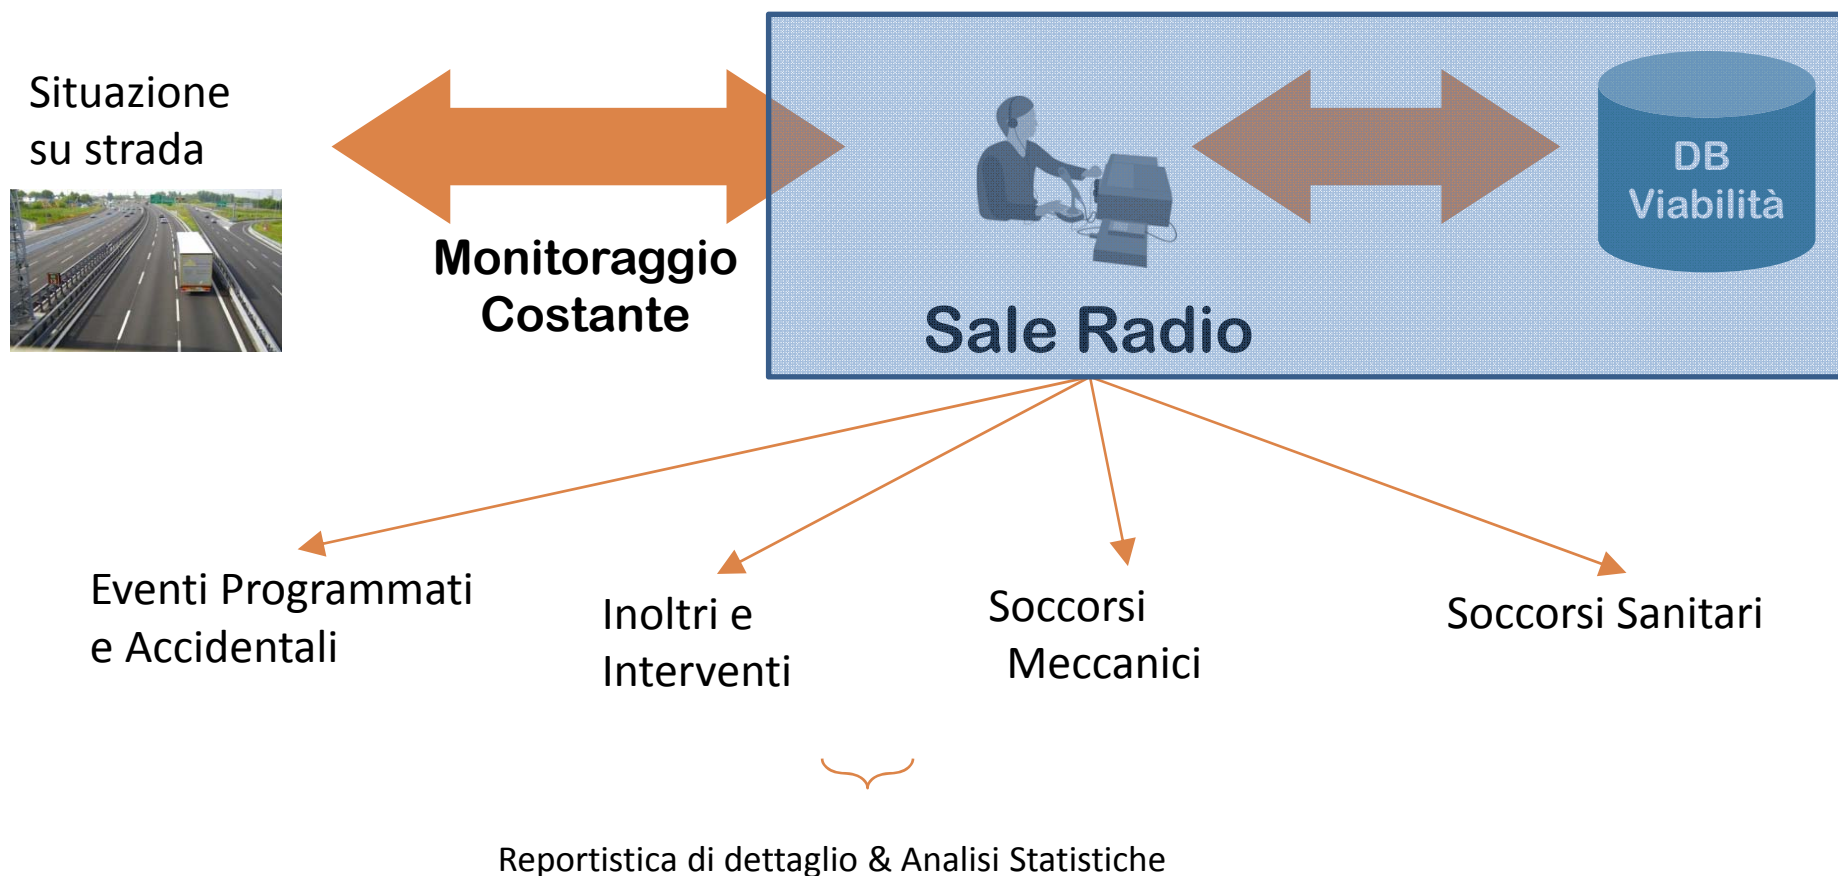 Situazione
su strada
Monitoraggio
Costante
Sale Radio
DB
Viabilità
Eventi Programmati
e Accidentali
Inoltri e
Interventi
Soccorsi
Meccanici
Soccorsi Sanitari
Reportistica di dettaglio & Analisi Statistiche